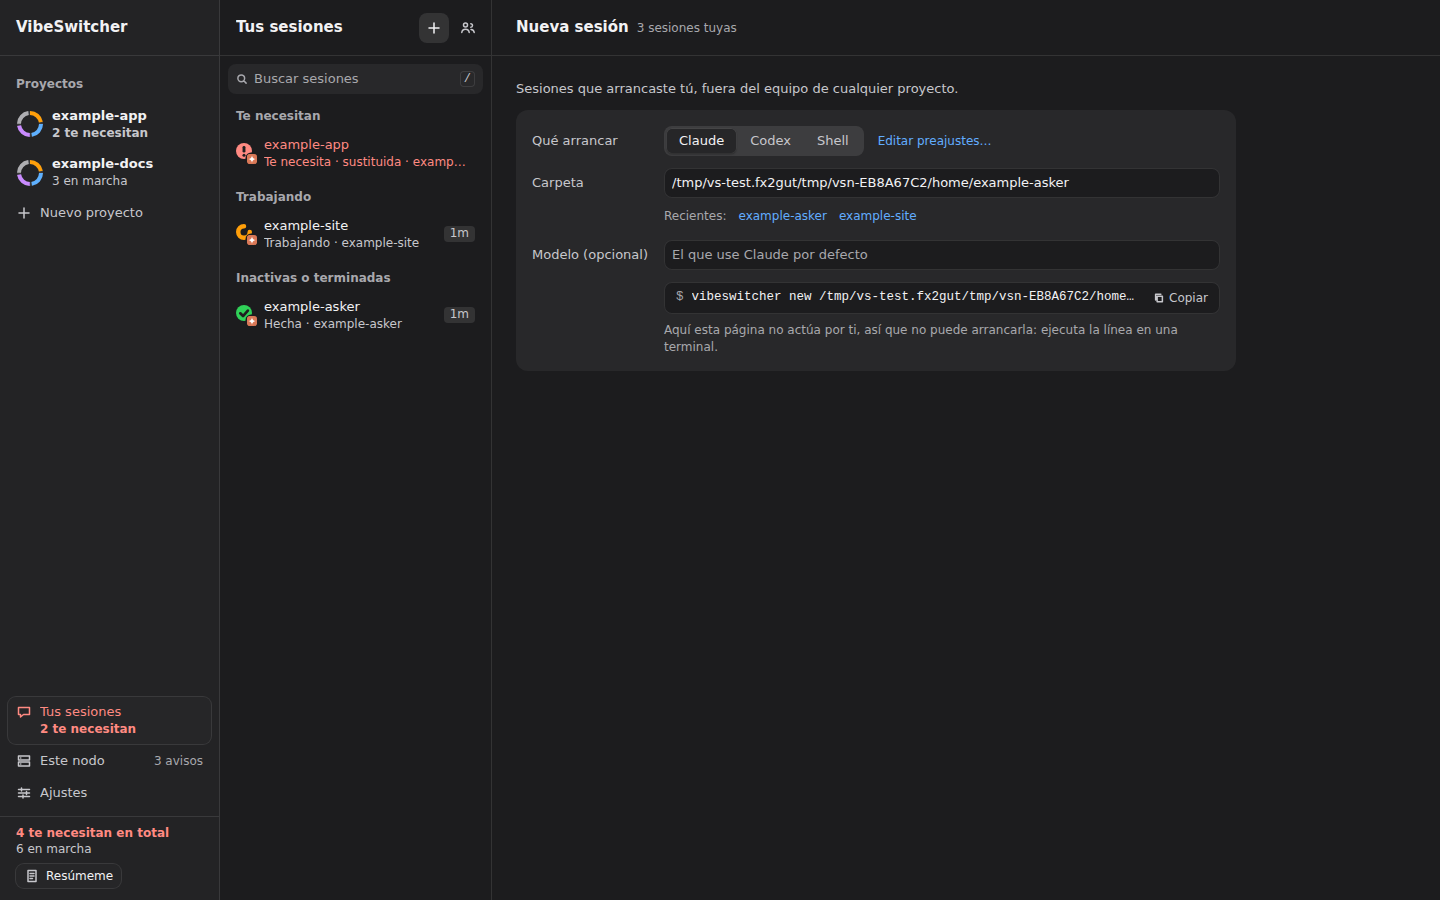 VibeSwitcher
Proyectos
example-app
2 te necesitan
example-docs
3 en marcha
Nuevo proyecto
Tus sesiones
2 te necesitan
Este nodo
3 avisos
Ajustes
4 te necesitan en total
6 en marcha
Resúmeme
Tus sesiones
Buscar sesiones
/
Te necesitan
example-app
Te necesita · sustituida · examp…
Trabajando
example-site
Trabajando · example-site
1m
Inactivas o terminadas
example-asker
Hecha · example-asker
1m
Nueva sesión 3 sesiones tuyas
Sesiones que arrancaste tú, fuera del equipo de cualquier proyecto.
Qué arrancar
Claude Codex Shell Editar preajustes…
Carpeta
/tmp/vs-test.fx2gut/tmp/vsn-EB8A67C2/home/example-asker
Recientes: example-asker example-site
Modelo (opcional)
El que use Claude por defecto
$ vibeswitcher new /tmp/vs-test.fx2gut/tmp/vsn-EB8A67C2/home…
Copiar
Aquí esta página no actúa por ti, así que no puede arrancarla: ejecuta la línea en una
terminal.